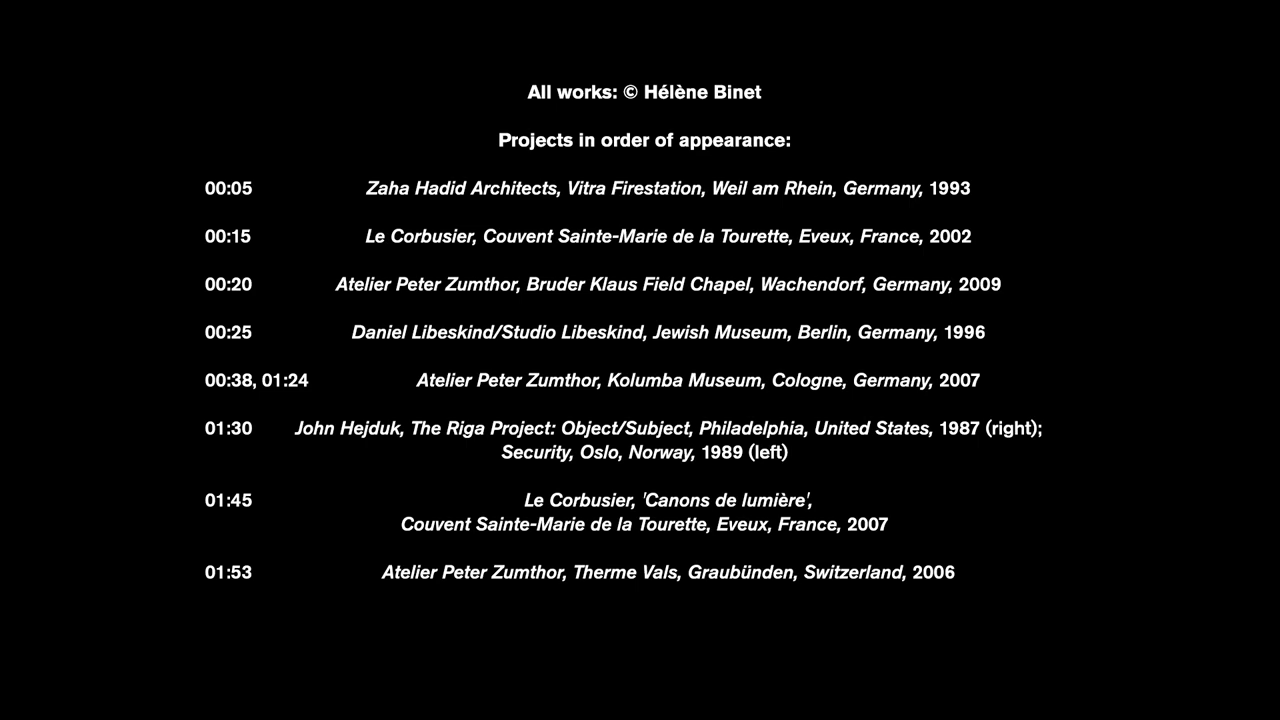 All works: © Hélène Binet
Projects in order of appearance:
00:05 Zaha Hadid Architects, Vitra Firestation, Weil am Rhein, Germany, 1993
00:15 Le Corbusier, Couvent Sainte-Marie de la Tourette, Eveux, France, 2002
00:20 Atelier Peter Zumthor, Bruder Klaus Field Chapel, Wachendorf, Germany, 2009
00:25 Daniel Libeskind/Studio Libeskind, Jewish Museum, Berlin, Germany, 1996
00:38, 01:24 Atelier Peter Zumthor, Kolumba Museum, Cologne, Germany, 2007
01:30 John Hejduk, The Riga Project: Object/Subject, Philadelphia, United States, 1987 (right);
Security, Oslo, Norway, 1989 (left)
01:45 Le Corbusier, 'Canons de lumière',
Couvent Sainte-Marie de la Tourette, Eveux, France, 2007
01:53 Atelier Peter Zumthor, Therme Vals, Graubünden, Switzerland, 2006